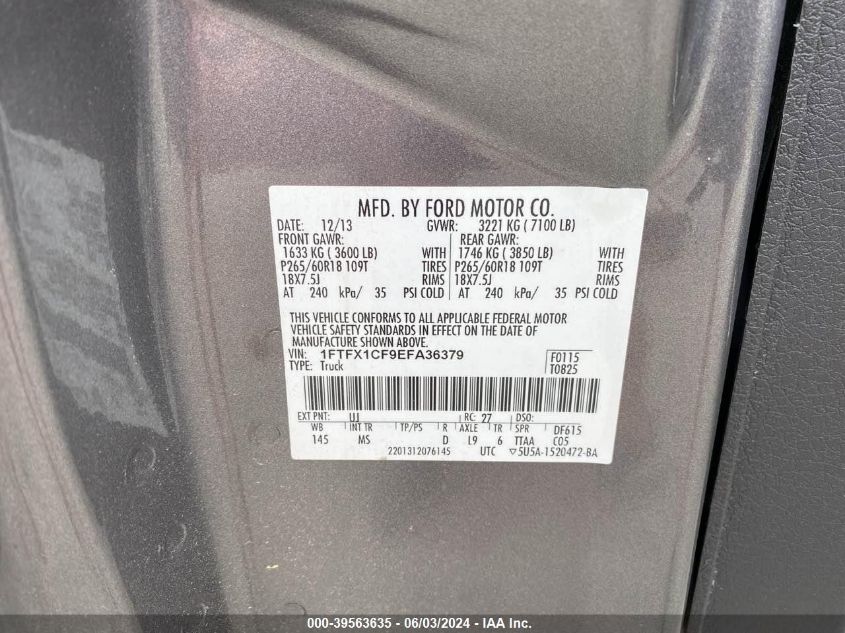 MFD. BY FORD MOTOR CO.
DATE: 12/13 GVWR: 3221 KG ( 7100 LB)
FRONT GAWR: REAR GAWR:
1633 KG ( 3600 LB) WITH 1746 KG ( 3850 LB) WITH
P265/60R18 109T TIRES P265/60R18 109T TIRES
18X7.5J RIMS 18X7.5J RIMS
AT 240 kPa/ 35 PSI COLD AT 240 kPa/ 35 PSI COLD
THIS VEHICLE CONFORMS TO ALL APPLICABLE FEDERAL MOTOR
VEHICLE SAFETY STANDARDS IN EFFECT ON THE DATE OF
MANUFACTURE SHOWN ABOVE.
VIN: 1FTFX1CF9EFA36379 F0115
TYPE: Truck T0825
EXT PNT: UJ RC: 27 DSO:
WB INT TR TP/PS R AXLE TR SPR DF615
145 MS D L9 6 TTAA C05
2201312076145 UTC ▽5U5A-1520472-BA
000-39563635 - 06/03/2024 - IAA Inc.